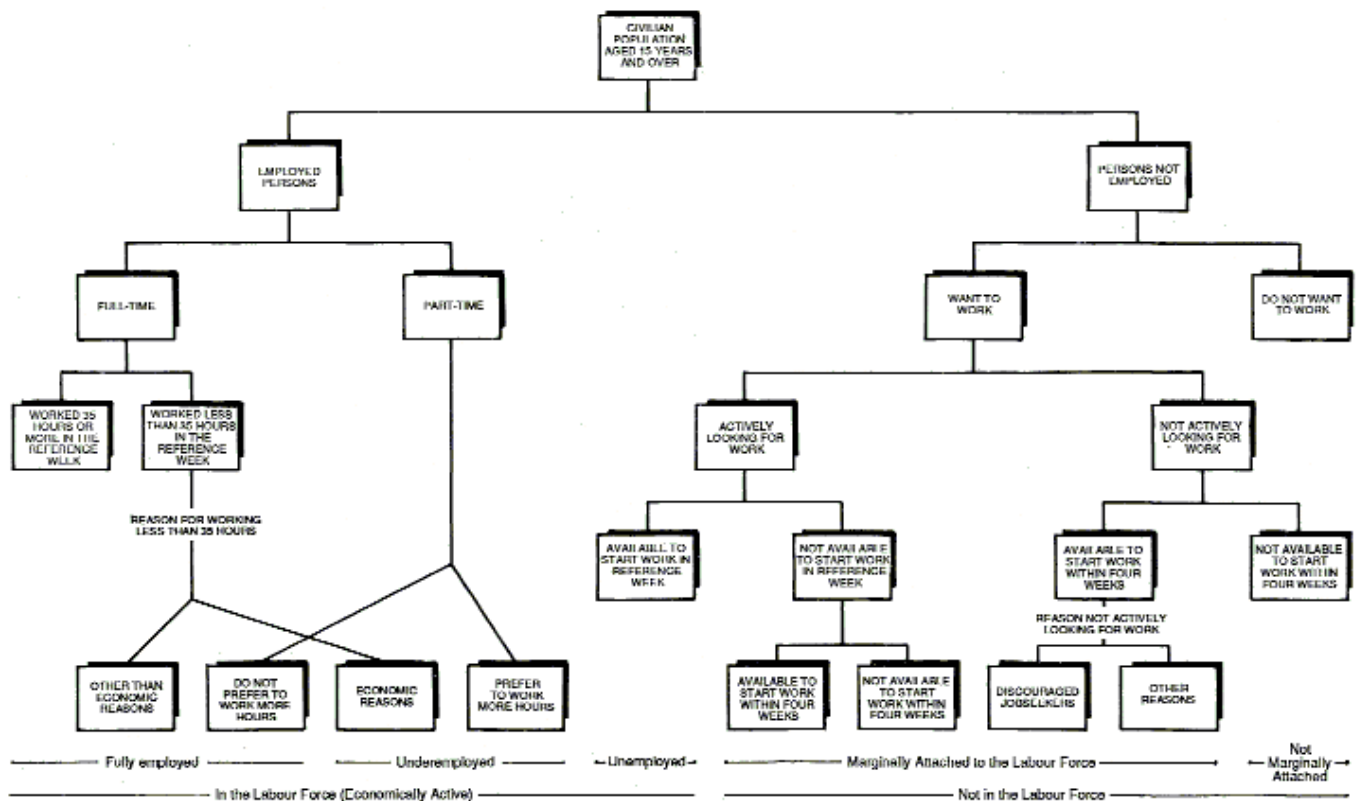 CIVILIAN
POPULATION
AGED 15 YEARS
AND OVER
EMPLOYED
PERSONS
PERSONS NOT
EMPLOYED
FULL-TIME
PART-TIME
WANT TO
WORK
DO NOT WANT
TO WORK
WORKED 35
HOURS OR
MORE IN THE
REFERENCE
WEEK
WORKED LESS
THAN 35 HOURS
IN THE
REFERENCE
WEEK
ACTIVELY
LOOKING FOR
WORK
NOT ACTIVELY
LOOKING FOR
WORK
REASON FOR WORKING
LESS THAN 35 HOURS
AVAILABLE TO
START WORK IN
REFERENCE
WEEK
NOT AVAILABLE
TO START WORK
IN REFERENCE
WEEK
AVAILABLE TO
START WORK
WITHIN FOUR
WEEKS
NOT AVAILABLE
TO START
WORK WITHIN
FOUR WEEKS
REASON NOT ACTIVELY
LOOKING FOR WORK
OTHER THAN
ECONOMIC
REASONS
DO NOT
PREFER TO
WORK MORE
HOURS
ECONOMIC
REASONS
PREFER
TO WORK
MORE HOURS
AVAILABLE TO
START WORK
WITHIN FOUR
WEEKS
NOT AVAILABLE
TO START
WORK WITHIN
FOUR WEEKS
DISCOURAGED
JOBSEEKERS
OTHER
REASONS
Fully employed
Underemployed
Unemployed
Marginally Attached to the Labour Force
Not
Marginally
Attached
In the Labour Force (Economically Active)
Not in the Labour Force